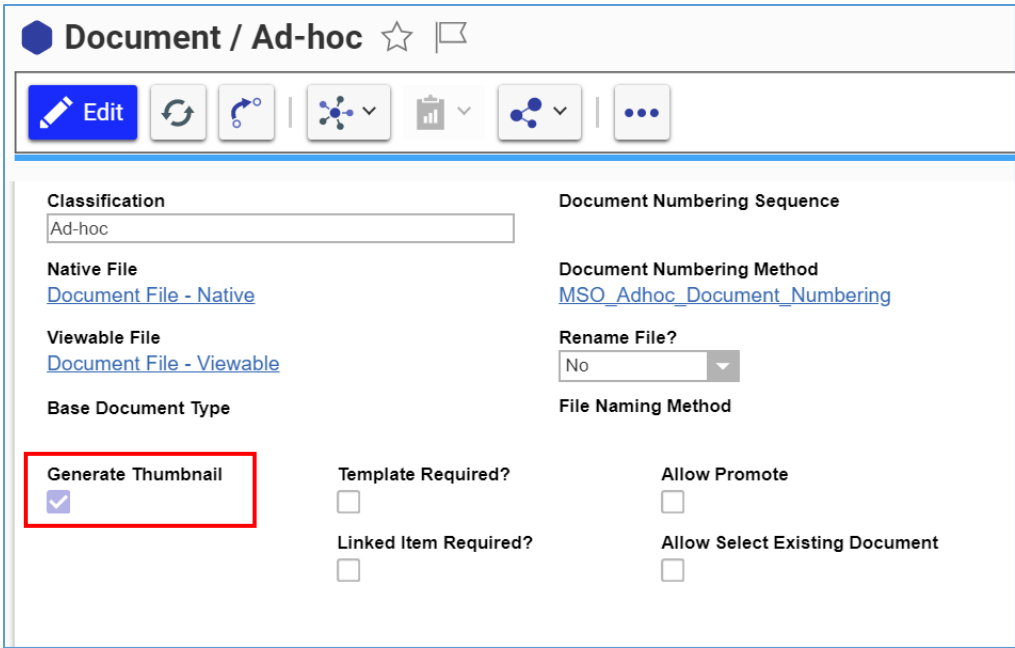 Document / Ad-hoc
Edit
Classification
Ad-hoc
Document Numbering Sequence
Native File
Document File - Native
Document Numbering Method
MSO_Adhoc_Document_Numbering
Viewable File
Document File - Viewable
Rename File?
No
Base Document Type
File Naming Method
Generate Thumbnail
Template Required?
Allow Promote
Linked Item Required?
Allow Select Existing Document